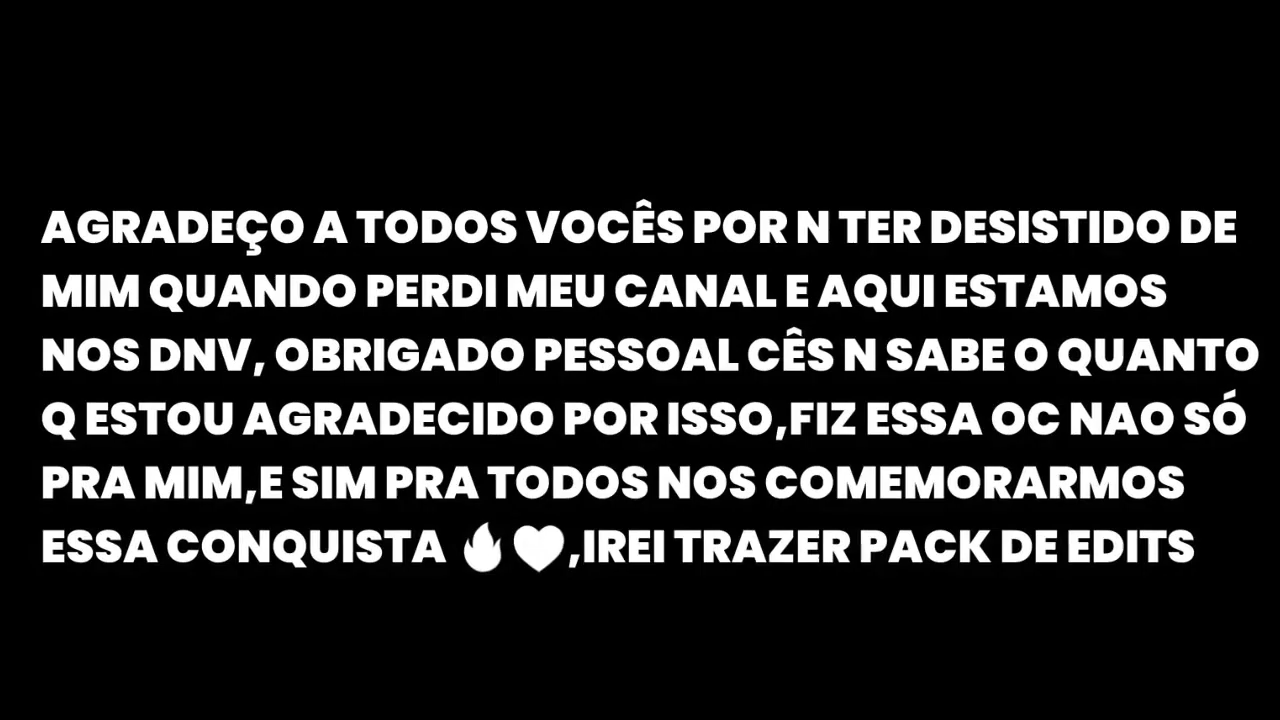 AGRADEÇO A TODOS VOCÊS POR N TER DESISTIDO DE
MIM QUANDO PERDI MEU CANAL E AQUI ESTAMOS
NOS DNV, OBRIGADO PESSOAL CÊS N SABE O QUANTO
Q ESTOU AGRADECIDO POR ISSO,FIZ ESSA OC NAO SÓ
PRA MIM,E SIM PRA TODOS NOS COMEMORARMOS
ESSA CONQUISTA 🔥🤍,IREI TRAZER PACK DE EDITS